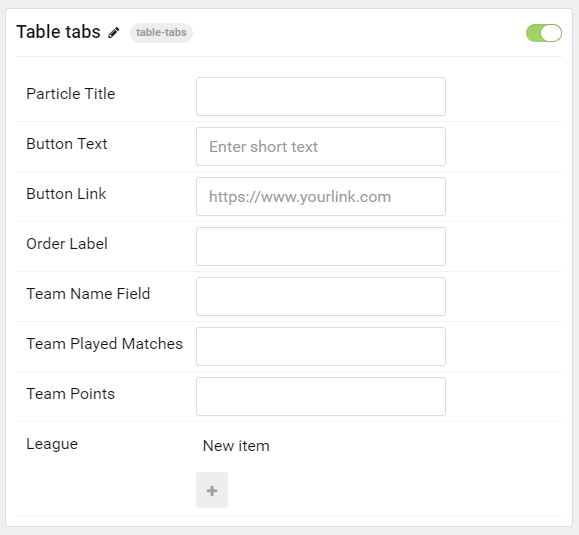 Table tabs table-tabs
Particle Title
Button Text Enter short text
Button Link https://www.yourlink.com
Order Label
Team Name Field
Team Played Matches
Team Points
League New item
+